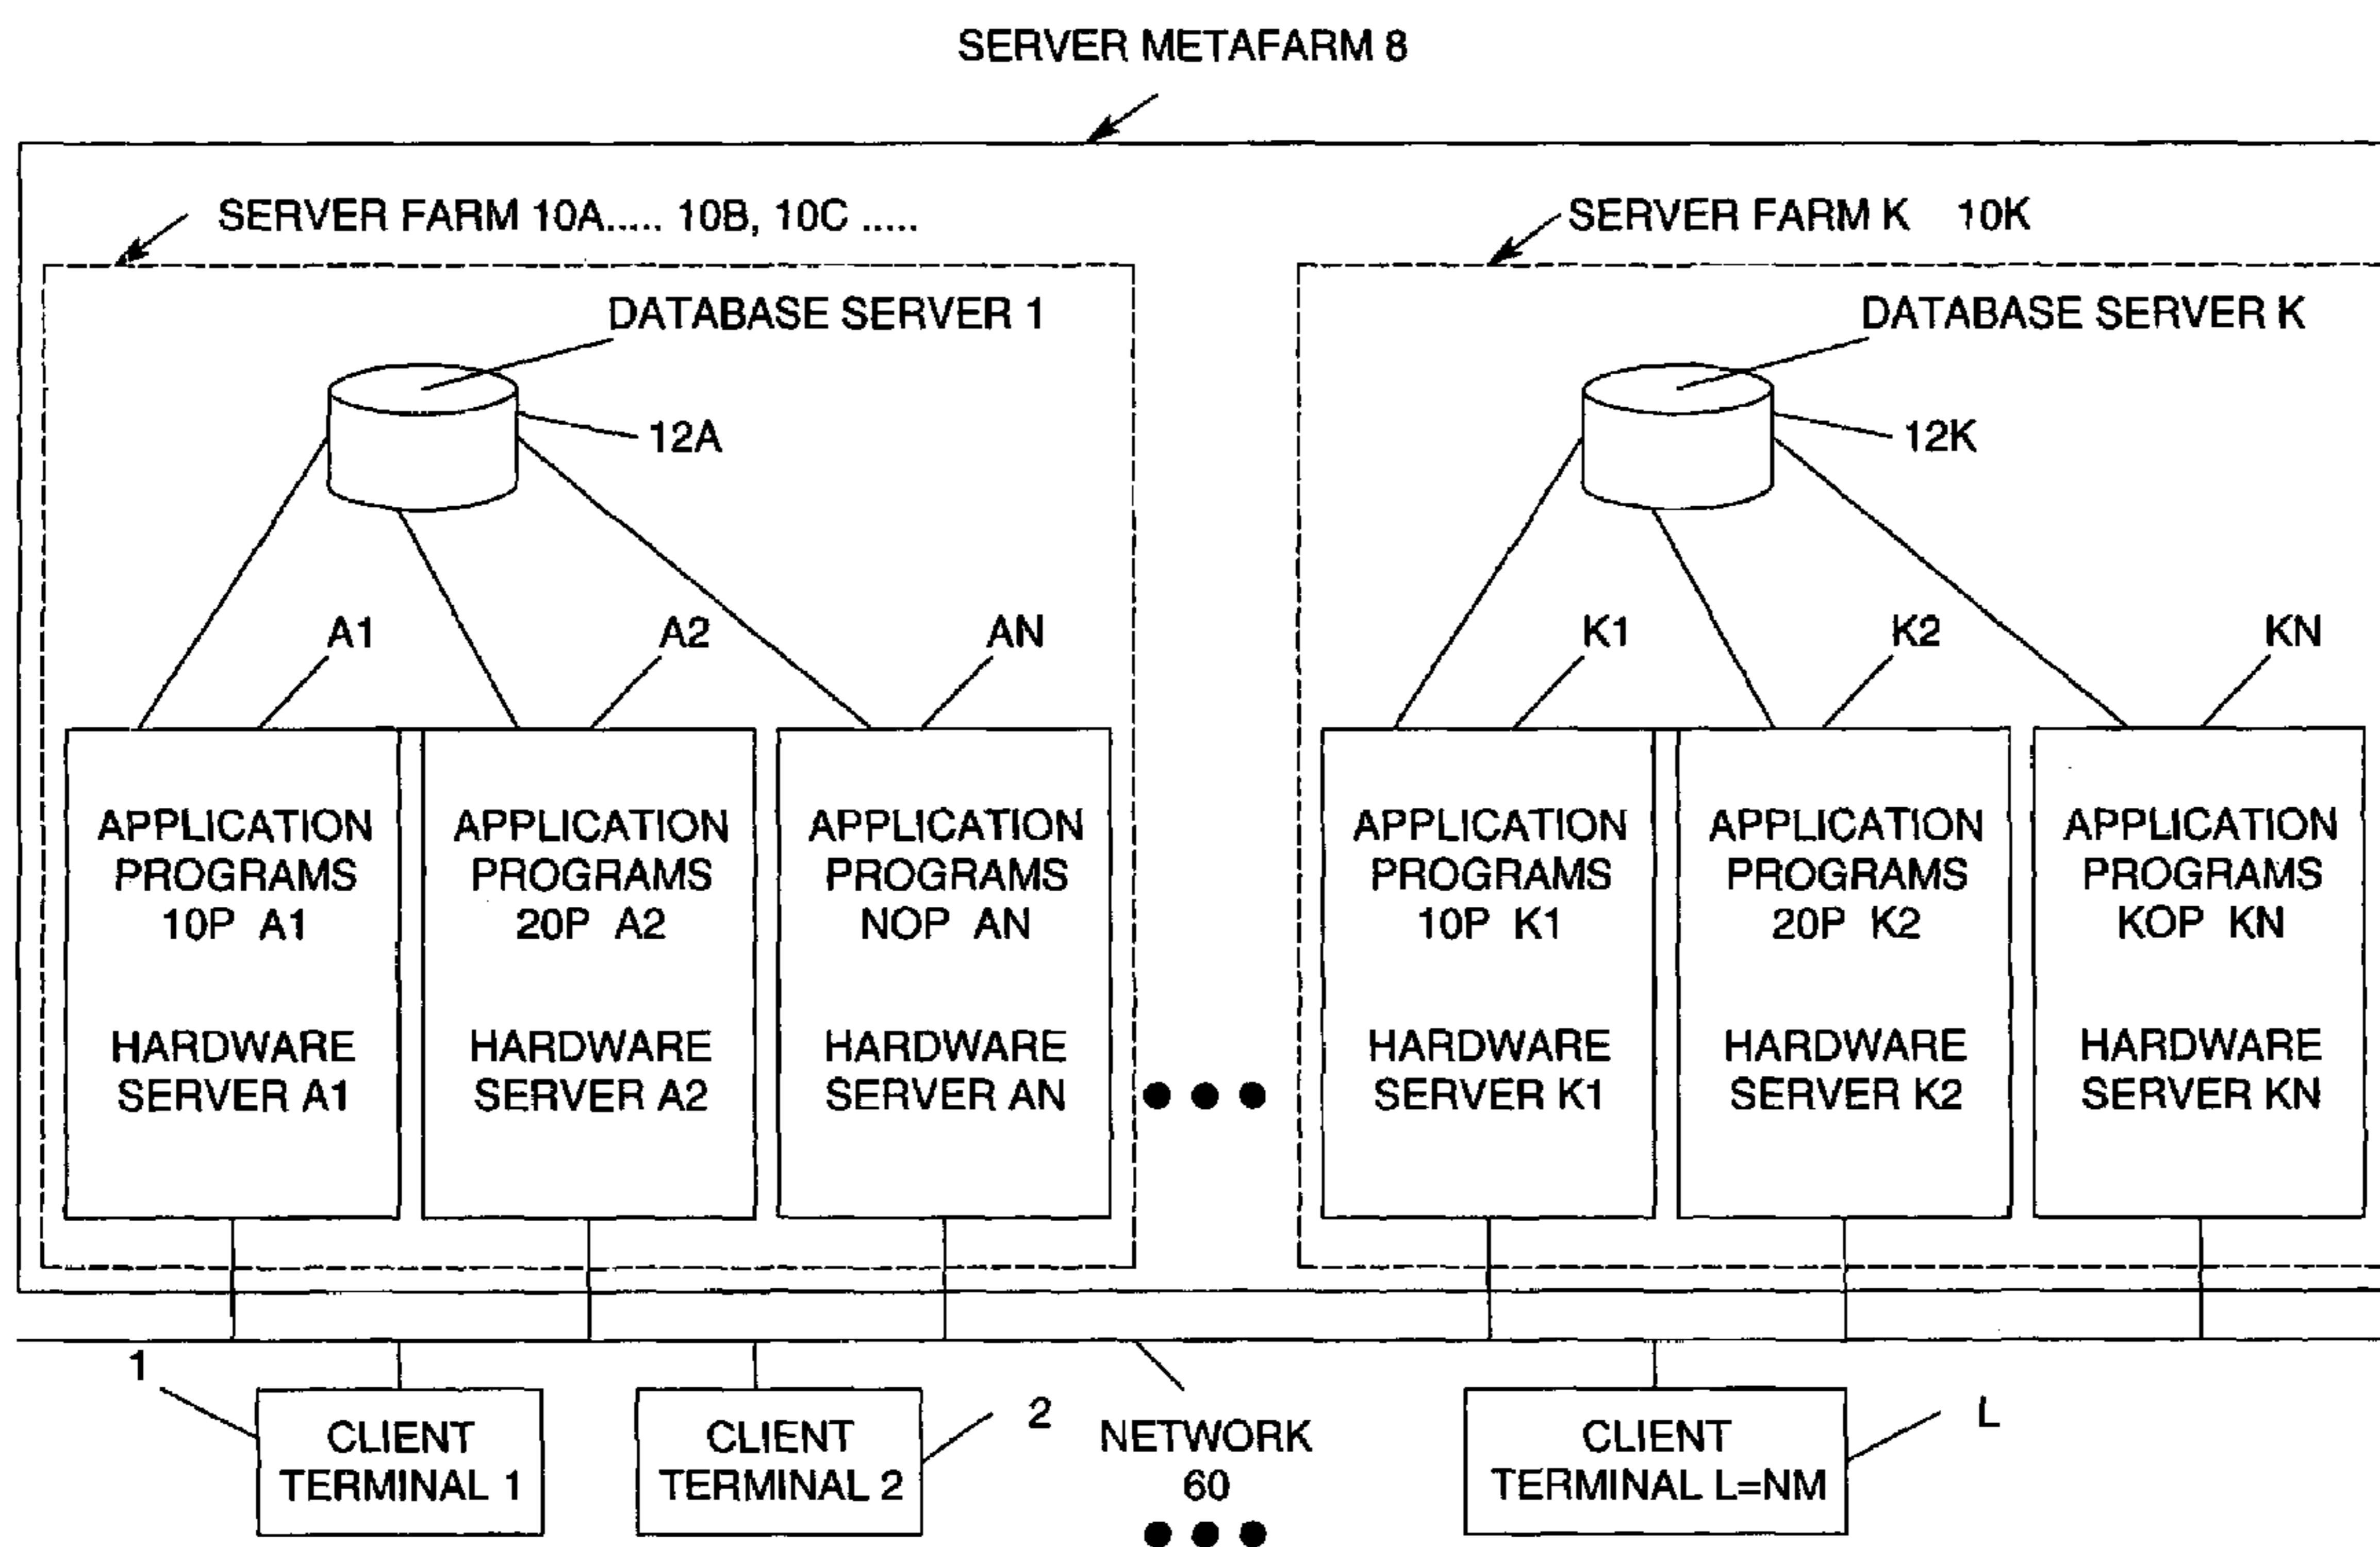 SERVER METAFARM 8
SERVER FARM 10A..... 10B, 10C .....
SERVER FARM K 10K
DATABASE SERVER 1
DATABASE SERVER K
12A
12K
A1
A2
AN
K1
K2
KN
APPLICATION
PROGRAMS
10P A1
HARDWARE
SERVER A1
APPLICATION
PROGRAMS
20P A2
HARDWARE
SERVER A2
APPLICATION
PROGRAMS
NOP AN
HARDWARE
SERVER AN
APPLICATION
PROGRAMS
10P K1
HARDWARE
SERVER K1
APPLICATION
PROGRAMS
20P K2
HARDWARE
SERVER K2
APPLICATION
PROGRAMS
KOP KN
HARDWARE
SERVER KN
1
CLIENT
TERMINAL 1
CLIENT
TERMINAL 2
2
NETWORK
60
CLIENT
TERMINAL L=NM
L